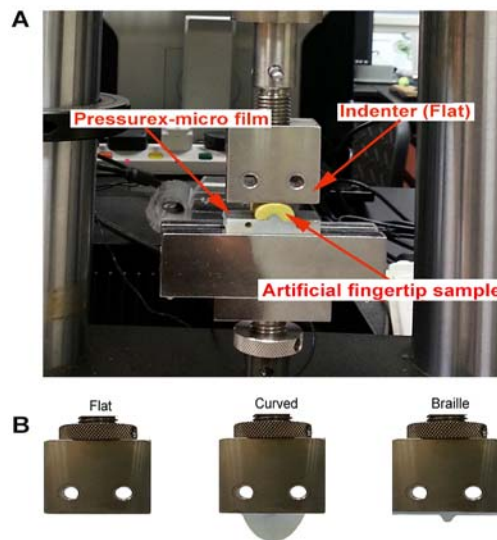 A
Pressurex-micro film
Indenter (Flat)
Artificial fingertip sample
B
Flat
Curved
Braille